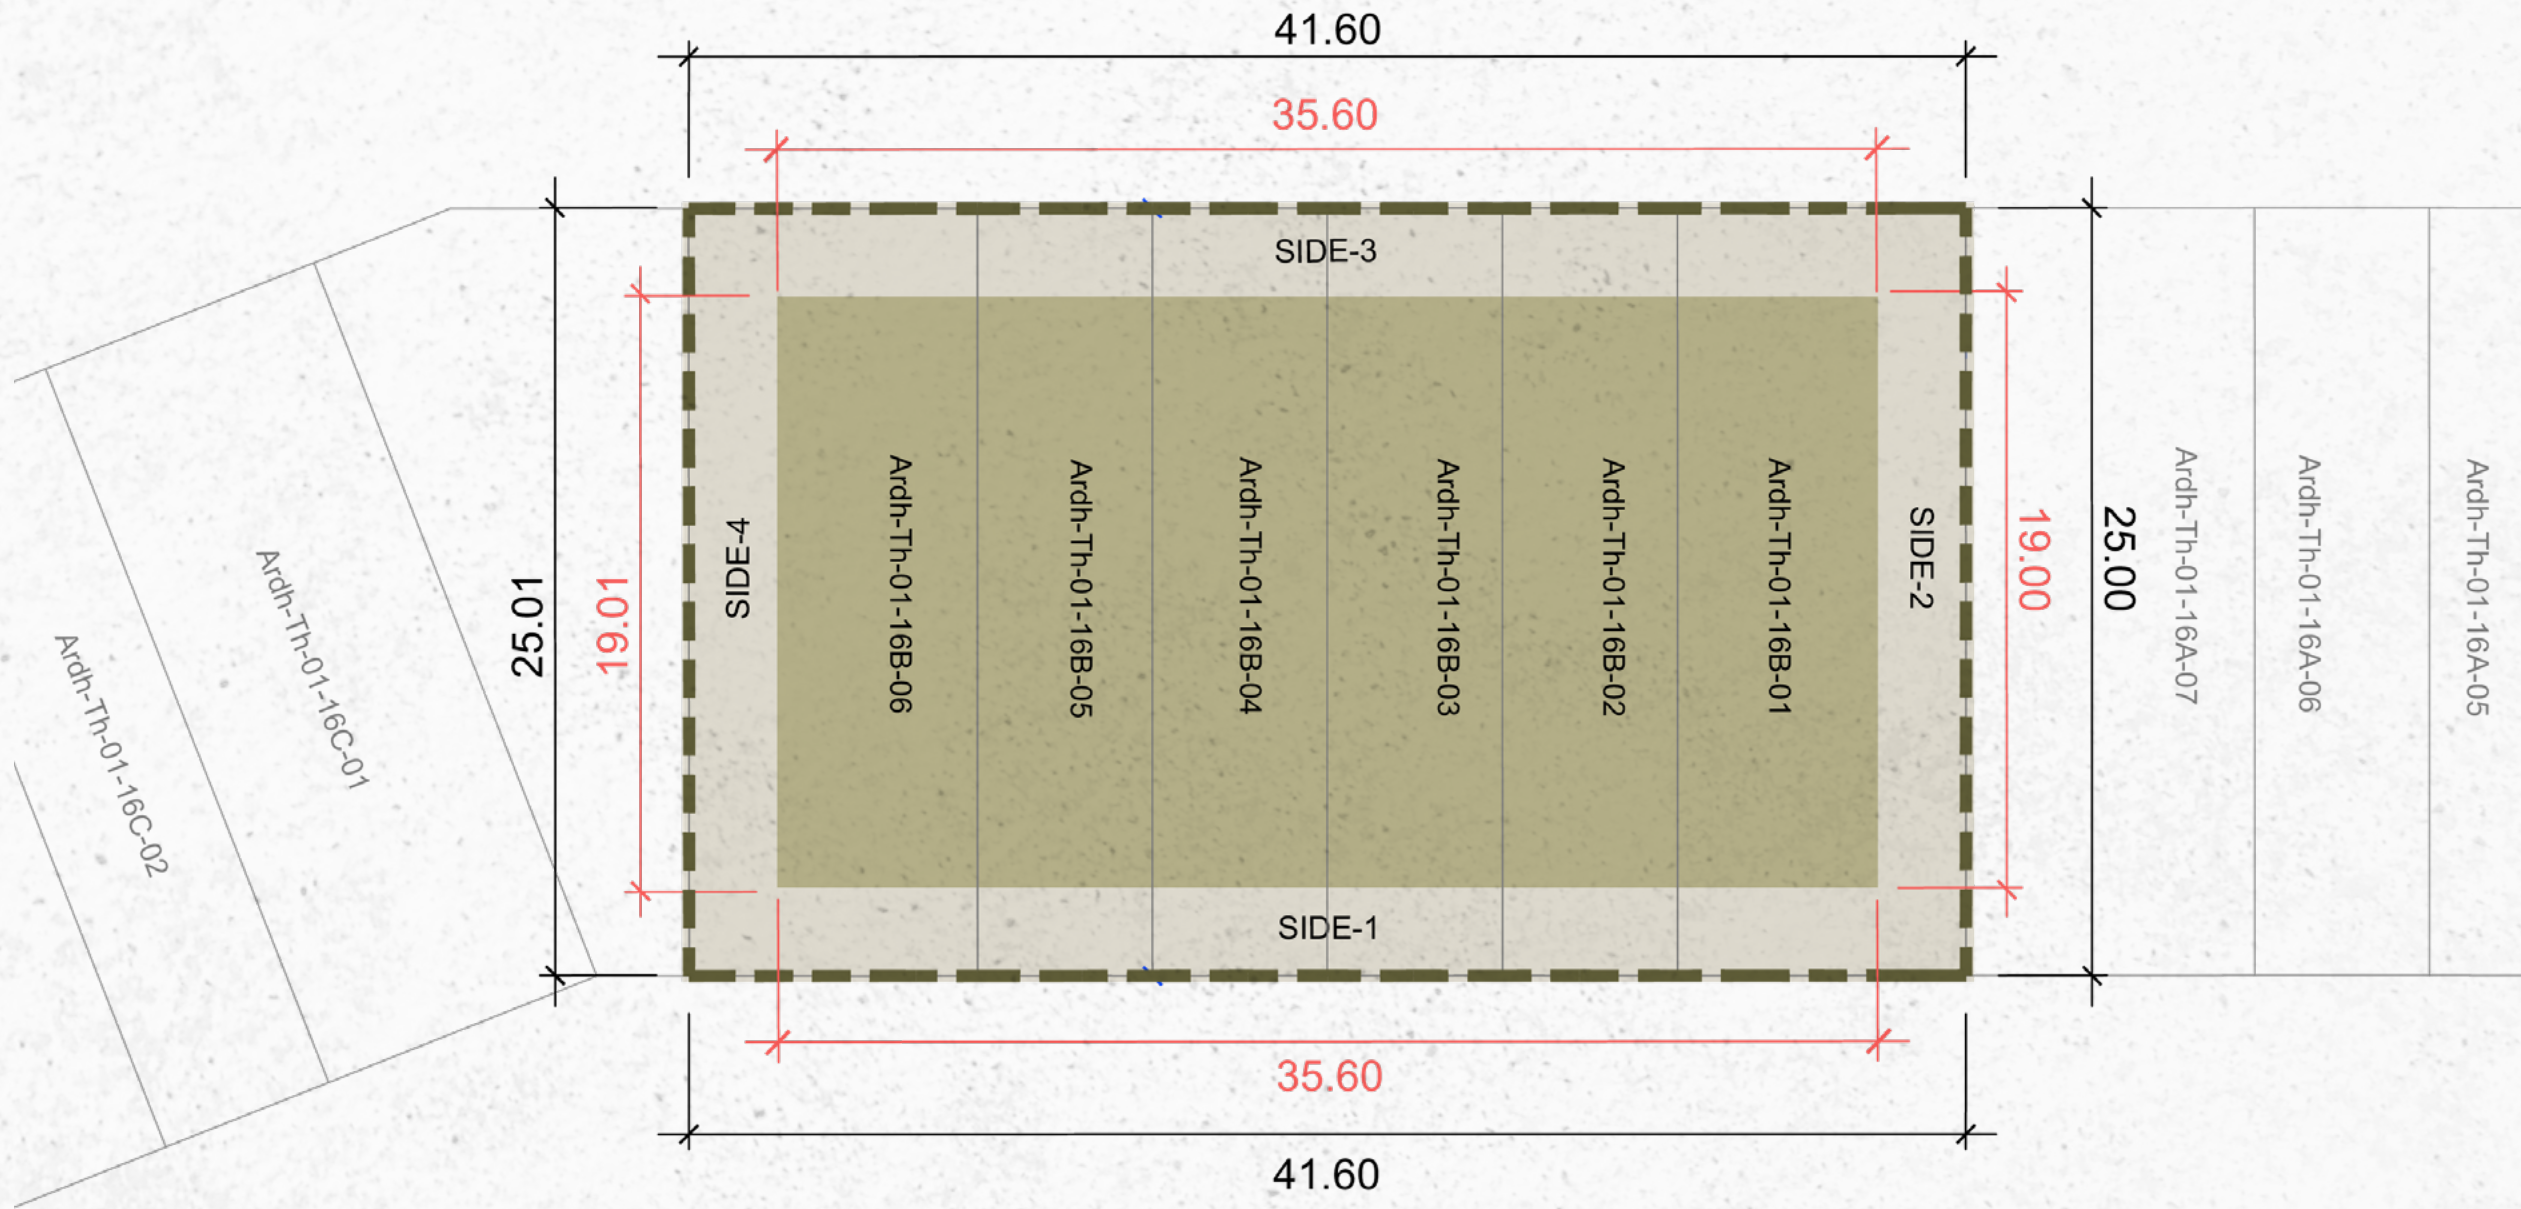 41.60
35.60
SIDE-3
Ardh-Th-01-16C-02
Ardh-Th-01-16C-01
25.01
19.01
SIDE-4
Ardh-Th-01-16B-06
Ardh-Th-01-16B-05
Ardh-Th-01-16B-04
Ardh-Th-01-16B-03
Ardh-Th-01-16B-02
Ardh-Th-01-16B-01
SIDE-2
19.00
25.00
Ardh-Th-01-16A-07
Ardh-Th-01-16A-06
Ardh-Th-01-16A-05
SIDE-1
35.60
41.60